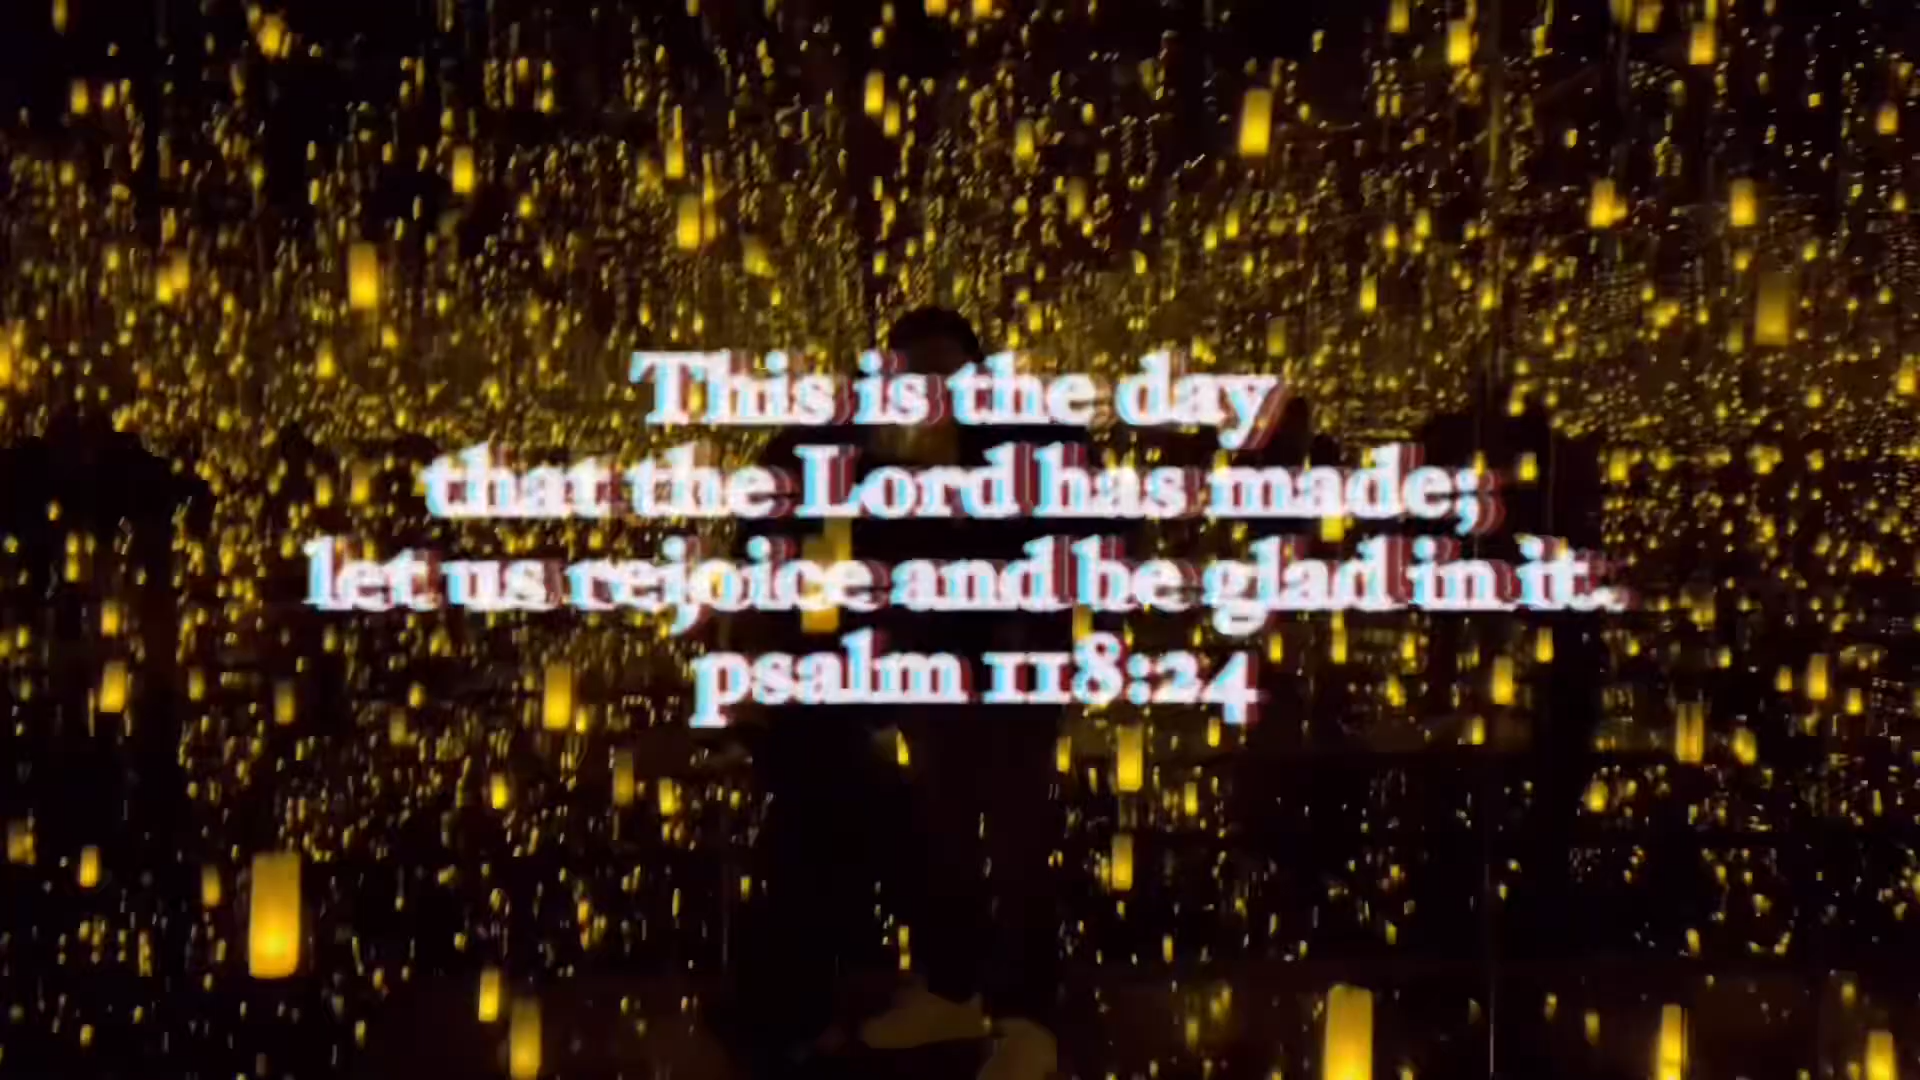 This is the day
that the Lord has made;
let us rejoice and be glad in it.
psalm 118:24